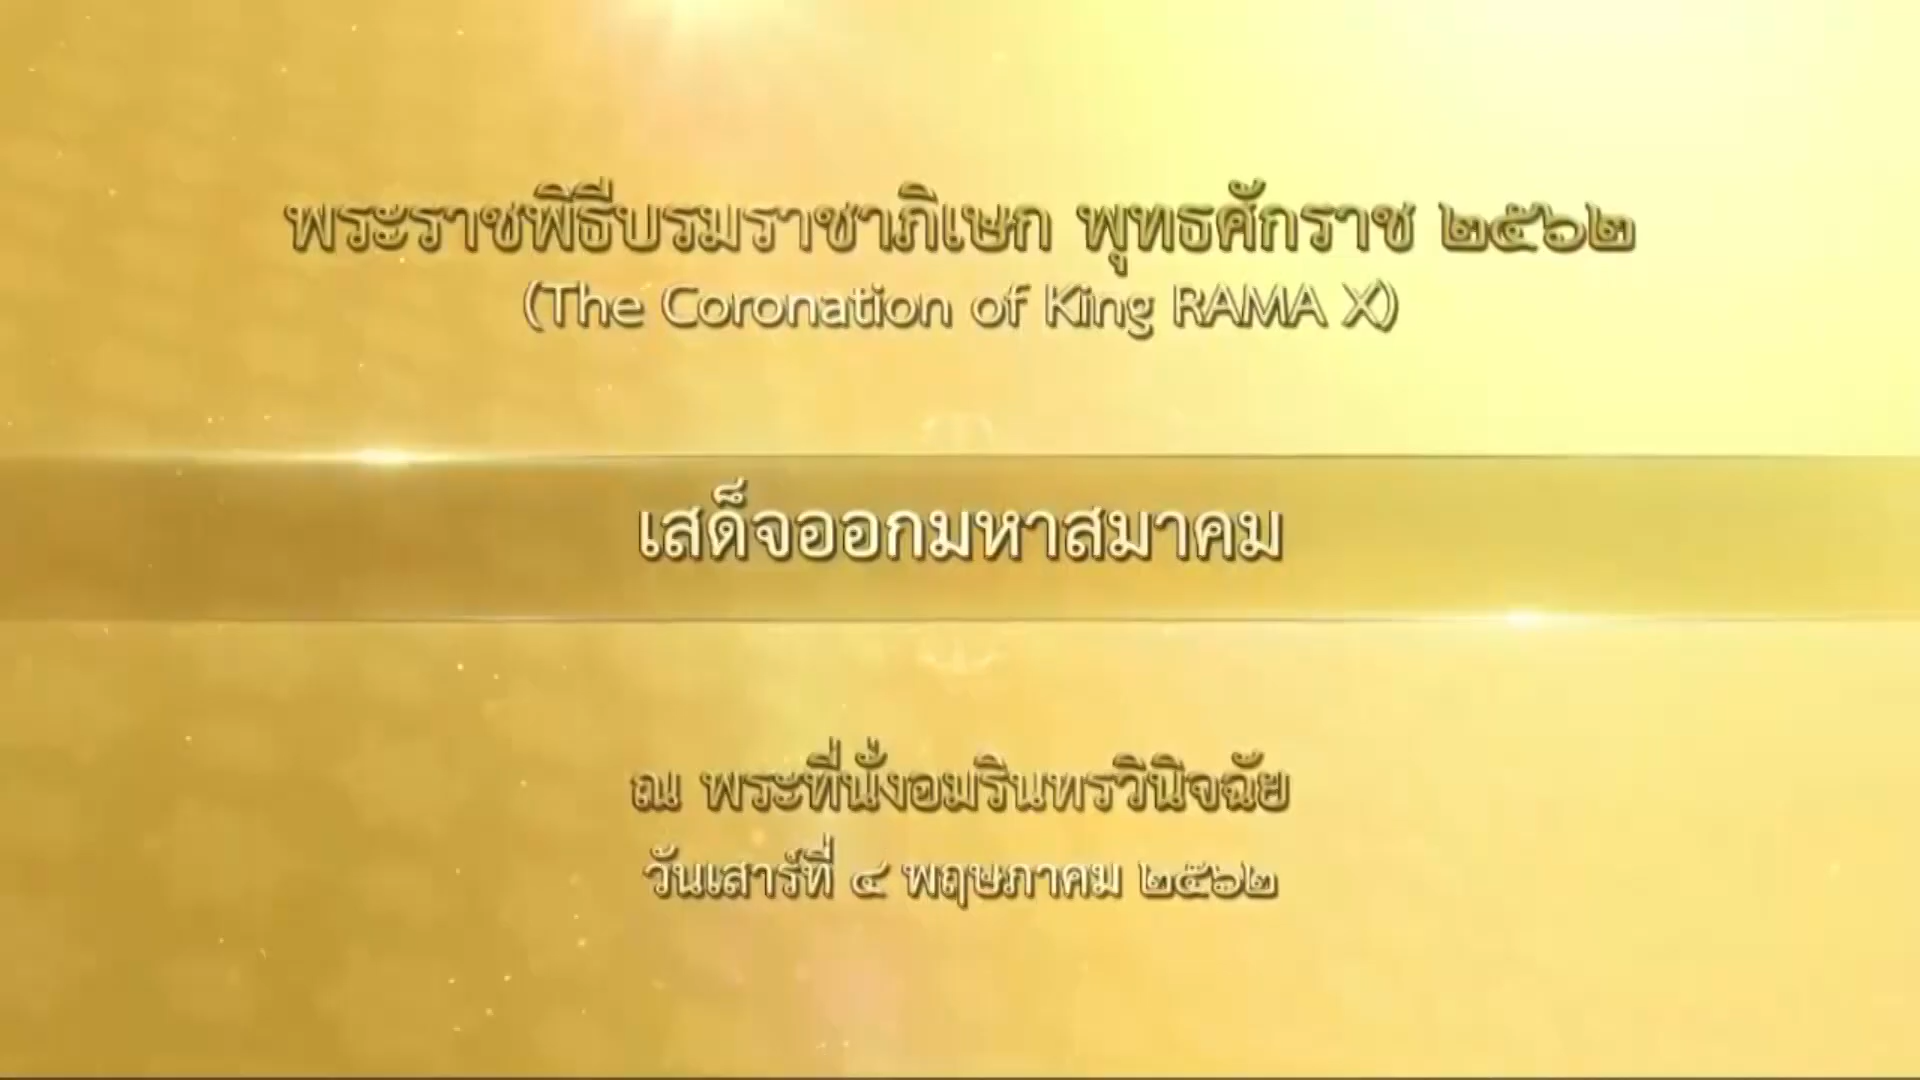 พระราชพิธีบรมราชาภิเษก พุทธศักราช ๒๕๖๒
(The Coronation of King RAMA X)
เสด็จออกมหาสมาคม
ณ พระที่นั่งอมรินทรวินิจฉัย
วันเสาร์ที่ ๔ พฤษภาคม ๒๕๖๒